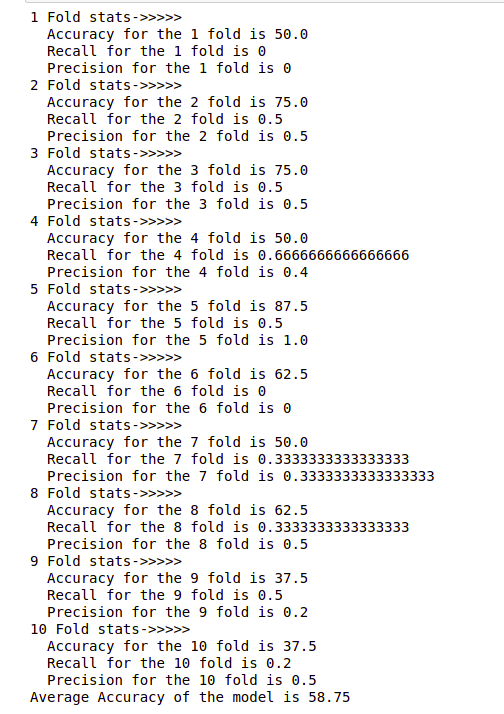 1 Fold stats->>>>>
Accuracy for the 1 fold is 50.0
Recall for the 1 fold is 0
Precision for the 1 fold is 0
2 Fold stats->>>>>
Accuracy for the 2 fold is 75.0
Recall for the 2 fold is 0.5
Precision for the 2 fold is 0.5
3 Fold stats->>>>>
Accuracy for the 3 fold is 75.0
Recall for the 3 fold is 0.5
Precision for the 3 fold is 0.5
4 Fold stats->>>>>
Accuracy for the 4 fold is 50.0
Recall for the 4 fold is 0.6666666666666666
Precision for the 4 fold is 0.4
5 Fold stats->>>>>
Accuracy for the 5 fold is 87.5
Recall for the 5 fold is 0.5
Precision for the 5 fold is 1.0
6 Fold stats->>>>>
Accuracy for the 6 fold is 62.5
Recall for the 6 fold is 0
Precision for the 6 fold is 0
7 Fold stats->>>>>
Accuracy for the 7 fold is 50.0
Recall for the 7 fold is 0.3333333333333333
Precision for the 7 fold is 0.3333333333333333
8 Fold stats->>>>>
Accuracy for the 8 fold is 62.5
Recall for the 8 fold is 0.3333333333333333
Precision for the 8 fold is 0.5
9 Fold stats->>>>>
Accuracy for the 9 fold is 37.5
Recall for the 9 fold is 0.5
Precision for the 9 fold is 0.2
10 Fold stats->>>>>
Accuracy for the 10 fold is 37.5
Recall for the 10 fold is 0.2
Precision for the 10 fold is 0.5
Average Accuracy of the model is 58.75